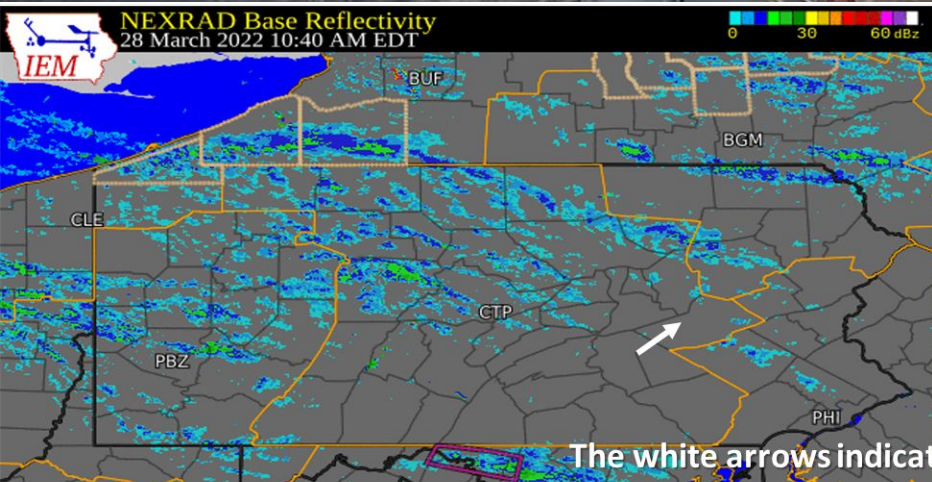 NEXRAD Base Reflectivity
28 March 2022 10:40 AM EDT
IEM
0 30 60 dBz
BUF
BGM
CLE
CTP
PBZ
PHI
The white arrows indicat